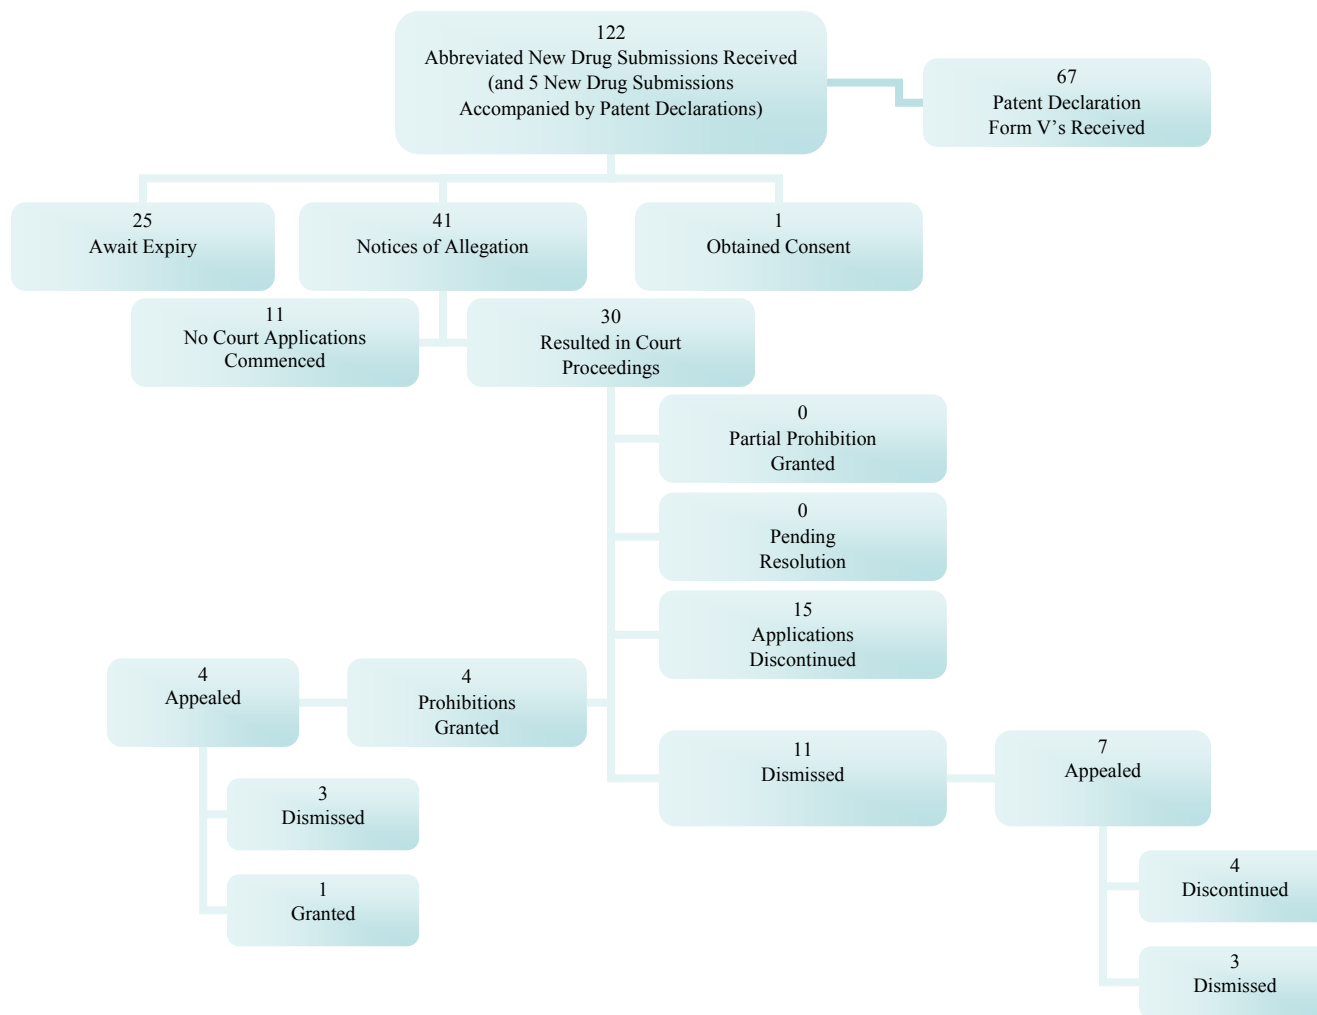 122
Abbreviated New Drug Submissions Received
(and 5 New Drug Submissions
Accompanied by Patent Declarations)
67
Patent Declaration
Form V’s Received
25
Await Expiry
41
Notices of Allegation
1
Obtained Consent
11
No Court Applications
Commenced
30
Resulted in Court
Proceedings
0
Partial Prohibition
Granted
0
Pending
Resolution
15
Applications
Discontinued
4
Appealed
4
Prohibitions
Granted
3
Dismissed
1
Granted
11
Dismissed
7
Appealed
4
Discontinued
3
Dismissed